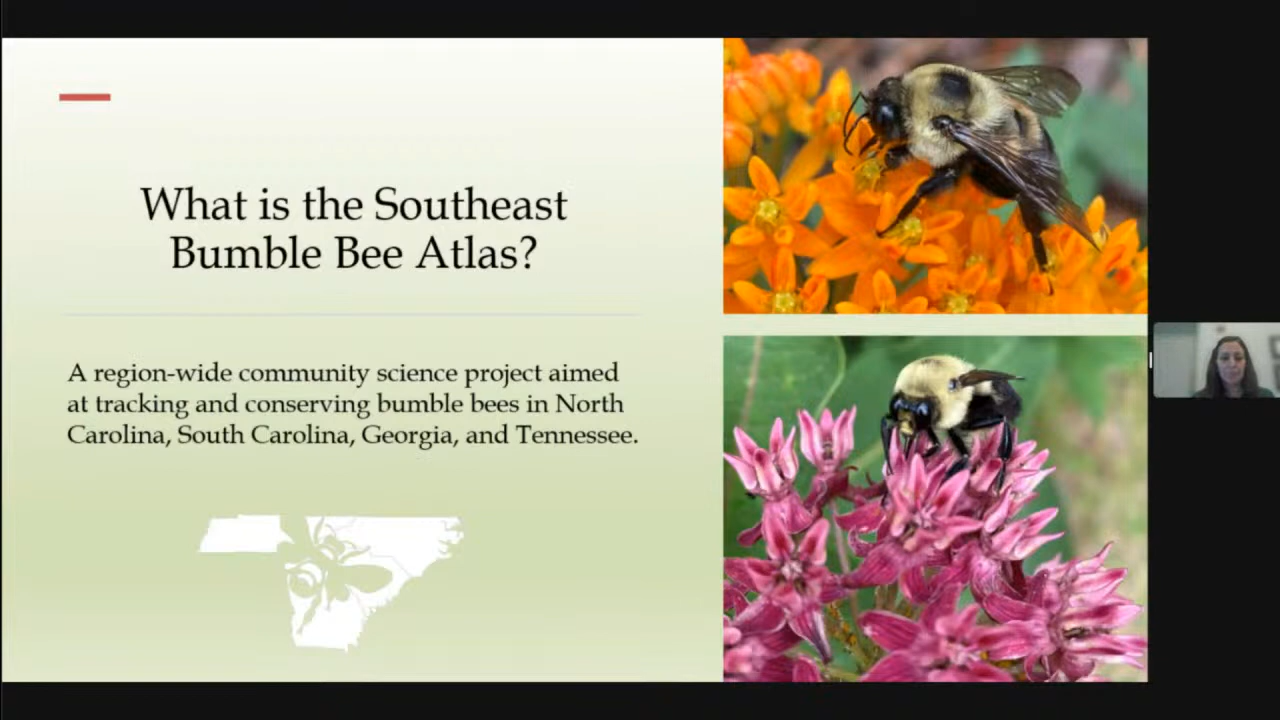 What is the Southeast
Bumble Bee Atlas?
A region-wide community science project aimed
at tracking and conserving bumble bees in North
Carolina, South Carolina, Georgia, and Tennessee.